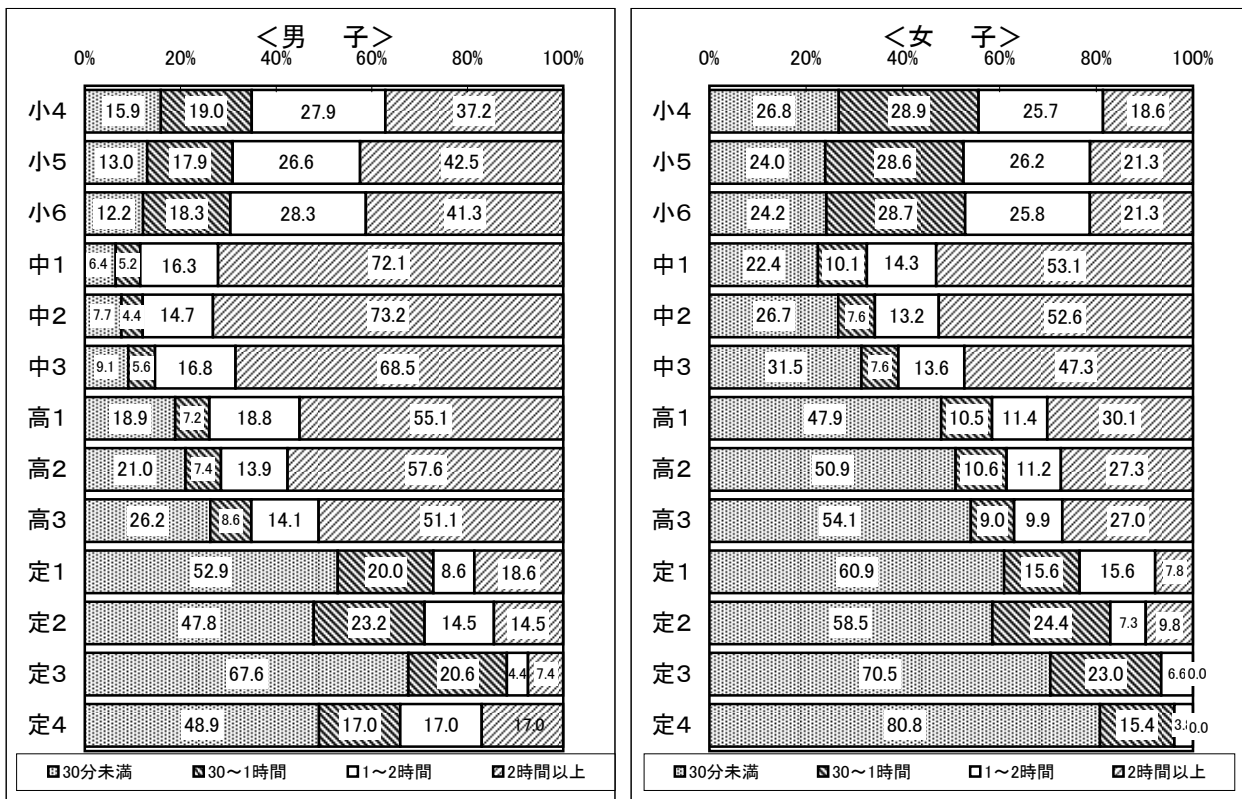 <男 子>
0% 20% 40% 60% 80% 100%
小4 15.9 19.0 27.9 37.2
小5 13.0 17.9 26.6 42.5
小6 12.2 18.3 28.3 41.3
中1 6.4 5.2 16.3 72.1
中2 7.7 4.4 14.7 73.2
中3 9.1 5.6 16.8 68.5
高1 18.9 7.2 18.8 55.1
高2 21.0 7.4 13.9 57.6
高3 26.2 8.6 14.1 51.1
定1 52.9 20.0 8.6 18.6
定2 47.8 23.2 14.5 14.5
定3 67.6 20.6 4.4 7.4
定4 48.9 17.0 17.0 17.0
30分未満 30~1時間 1~2時間 2時間以上
<女 子>
0% 20% 40% 60% 80% 100%
小4 26.8 28.9 25.7 18.6
小5 24.0 28.6 26.2 21.3
小6 24.2 28.7 25.8 21.3
中1 22.4 10.1 14.3 53.1
中2 26.7 7.6 13.2 52.6
中3 31.5 7.6 13.6 47.3
高1 47.9 10.5 11.4 30.1
高2 50.9 10.6 11.2 27.3
高3 54.1 9.0 9.9 27.0
定1 60.9 15.6 15.6 7.8
定2 58.5 24.4 7.3 9.8
定3 70.5 23.0 6.6 0.0
定4 80.8 15.4 0.0
30分未満 30~1時間 1~2時間 2時間以上